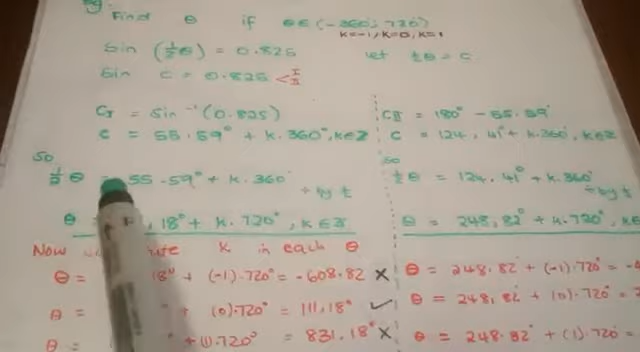 Eg:
Find θ if θ∈(-360°; 720°)
k=-1, k=0, k=1
Sin (½θ) = 0.825 let ½θ = C
Sin C = 0.825 < I II
CI = Sin⁻¹(0.825)
C = 55.59° + k.360°, k∈Z
So
½θ = 55.59° + k.360°
÷ by ½
θ 18° + k.720°, k∈Z
CII = 180° - 55.59°
C = 124,41° + k.360°, k∈Z
so
½θ = 124.41° + k.360°
÷ by ½
θ = 248,82° + k.720°, k∈
Now k in each θ
θ = 18° + (-1).720° = -608.82 ×
θ = + (0).720° = 111,18° ✓
θ = + (1).720° = 831.18° ×
θ = 248.82° + (-1).720° =
θ = 248,82° + (0).720° =
θ = 248.82° + (1).720° =